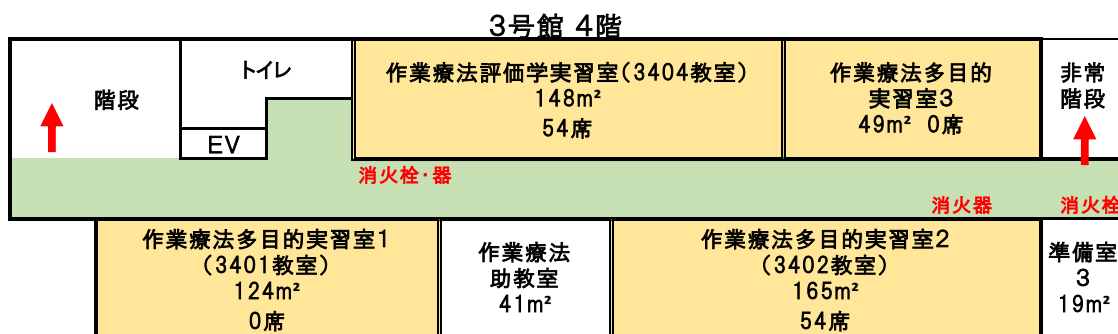 3号館 4階
階段
トイレ
EV
作業療法評価学実習室(3404教室)
148m²
54席
作業療法多目的
実習室3
49m² 0席
非常
階段
消火栓・器
消火器
消火栓
作業療法多目的実習室1
(3401教室)
124m²
0席
作業療法
助教室
41m²
作業療法多目的実習室2
(3402教室)
165m²
54席
準備室
3
19m²